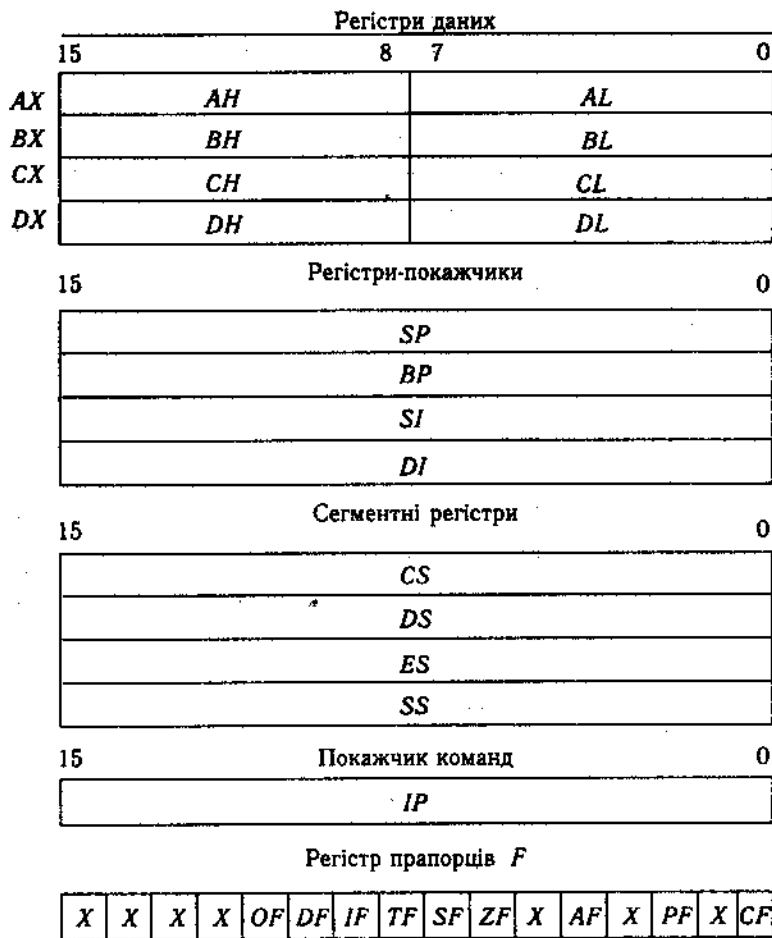 Регістри даних
15 8 7 0
AX AH AL
BX BH BL
CX CH CL
DX DH DL
Регістри-покажчики
15 0
SP
BP
SI
DI
Сегментні регістри
15 0
CS
DS
ES
SS
15 Покажчик команд 0
IP
Регістр прапорців F
X X X X OF DF IF TF SF ZF X AF X PF X CF